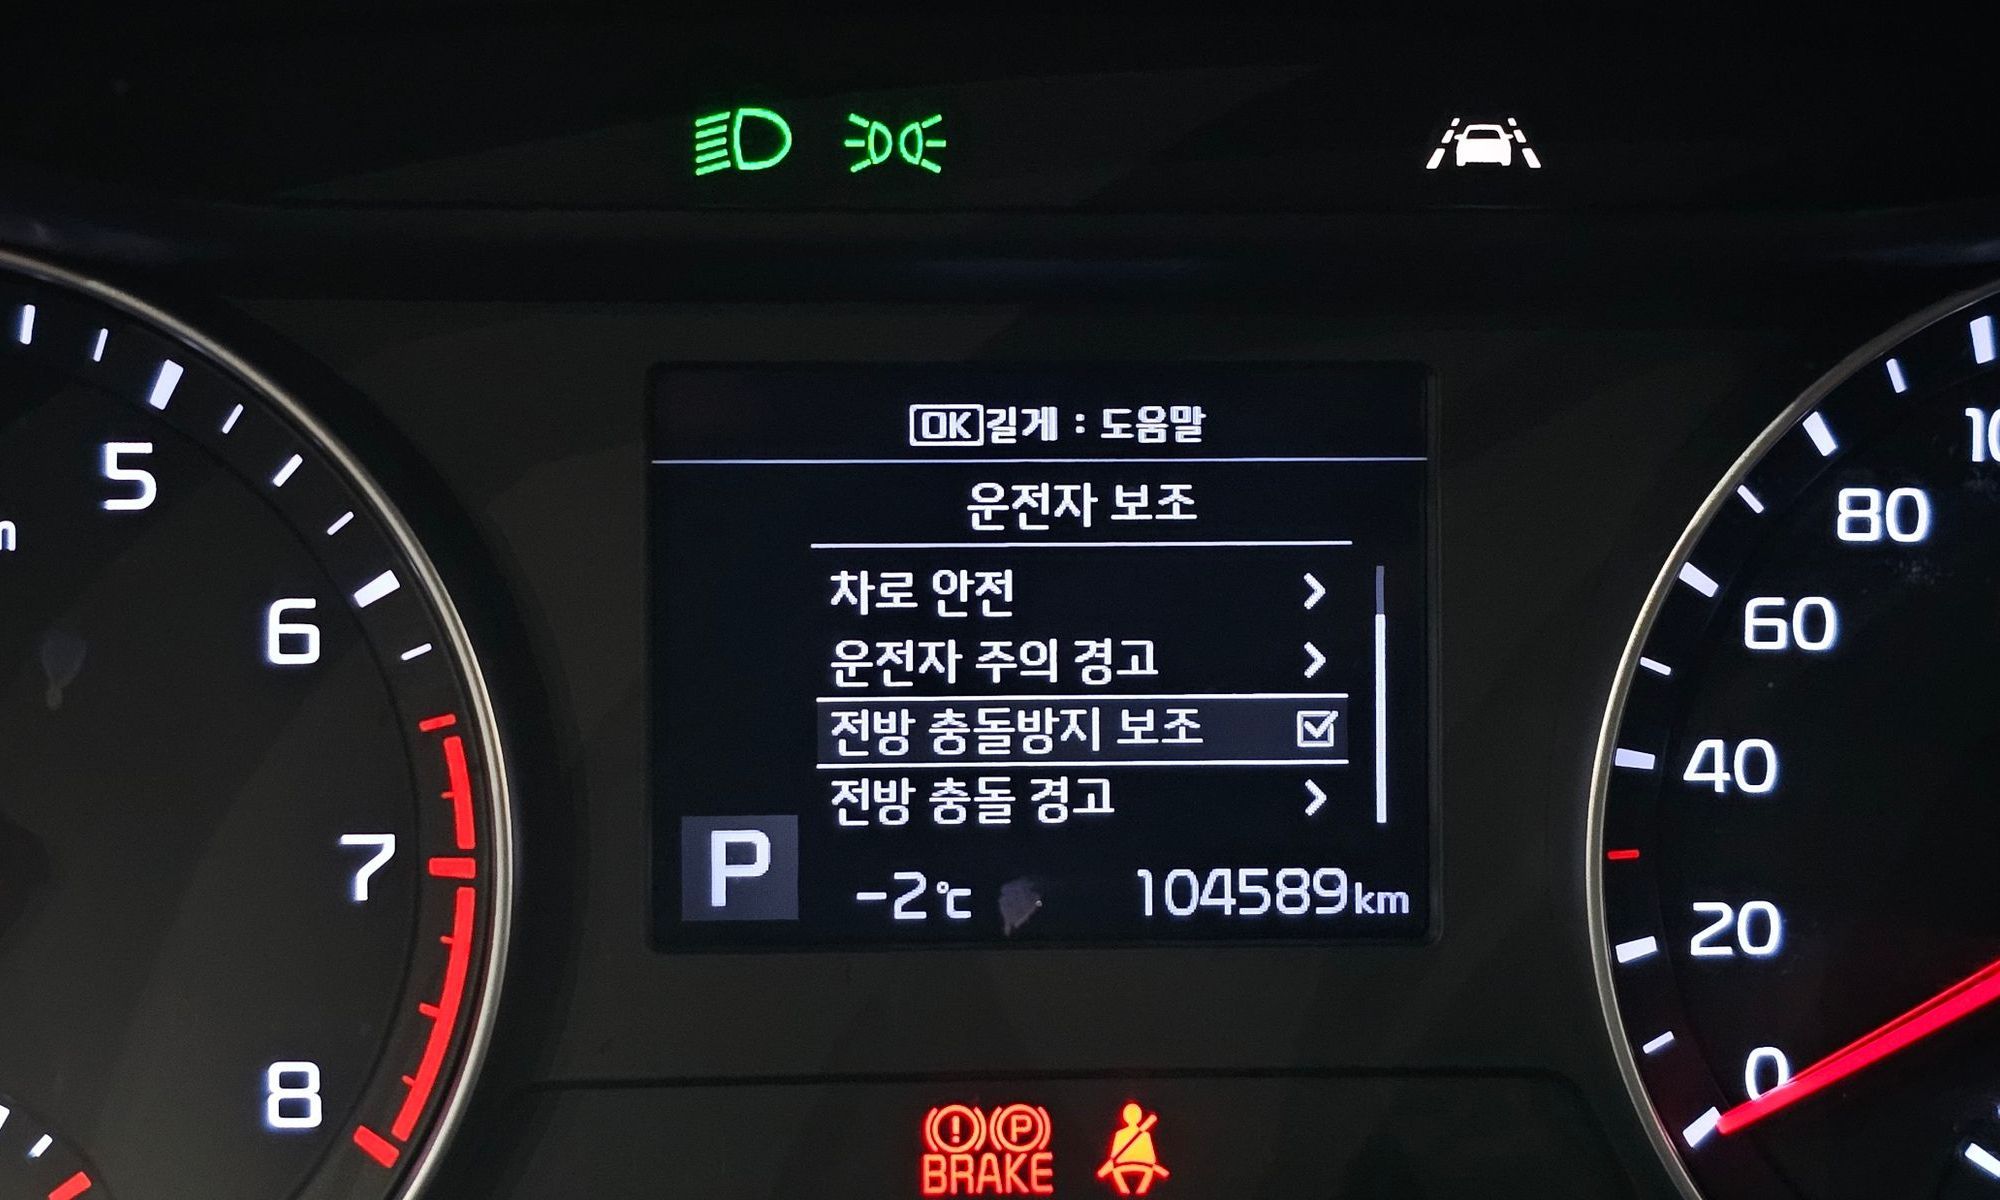 OK길게 : 도움말
운전자 보조
차로 안전
운전자 주의 경고
전방 충돌방지 보조
전방 충돌 경고
P
-2℃
104589km
5
6
7
8
80
60
40
20
0
P
BRAKE